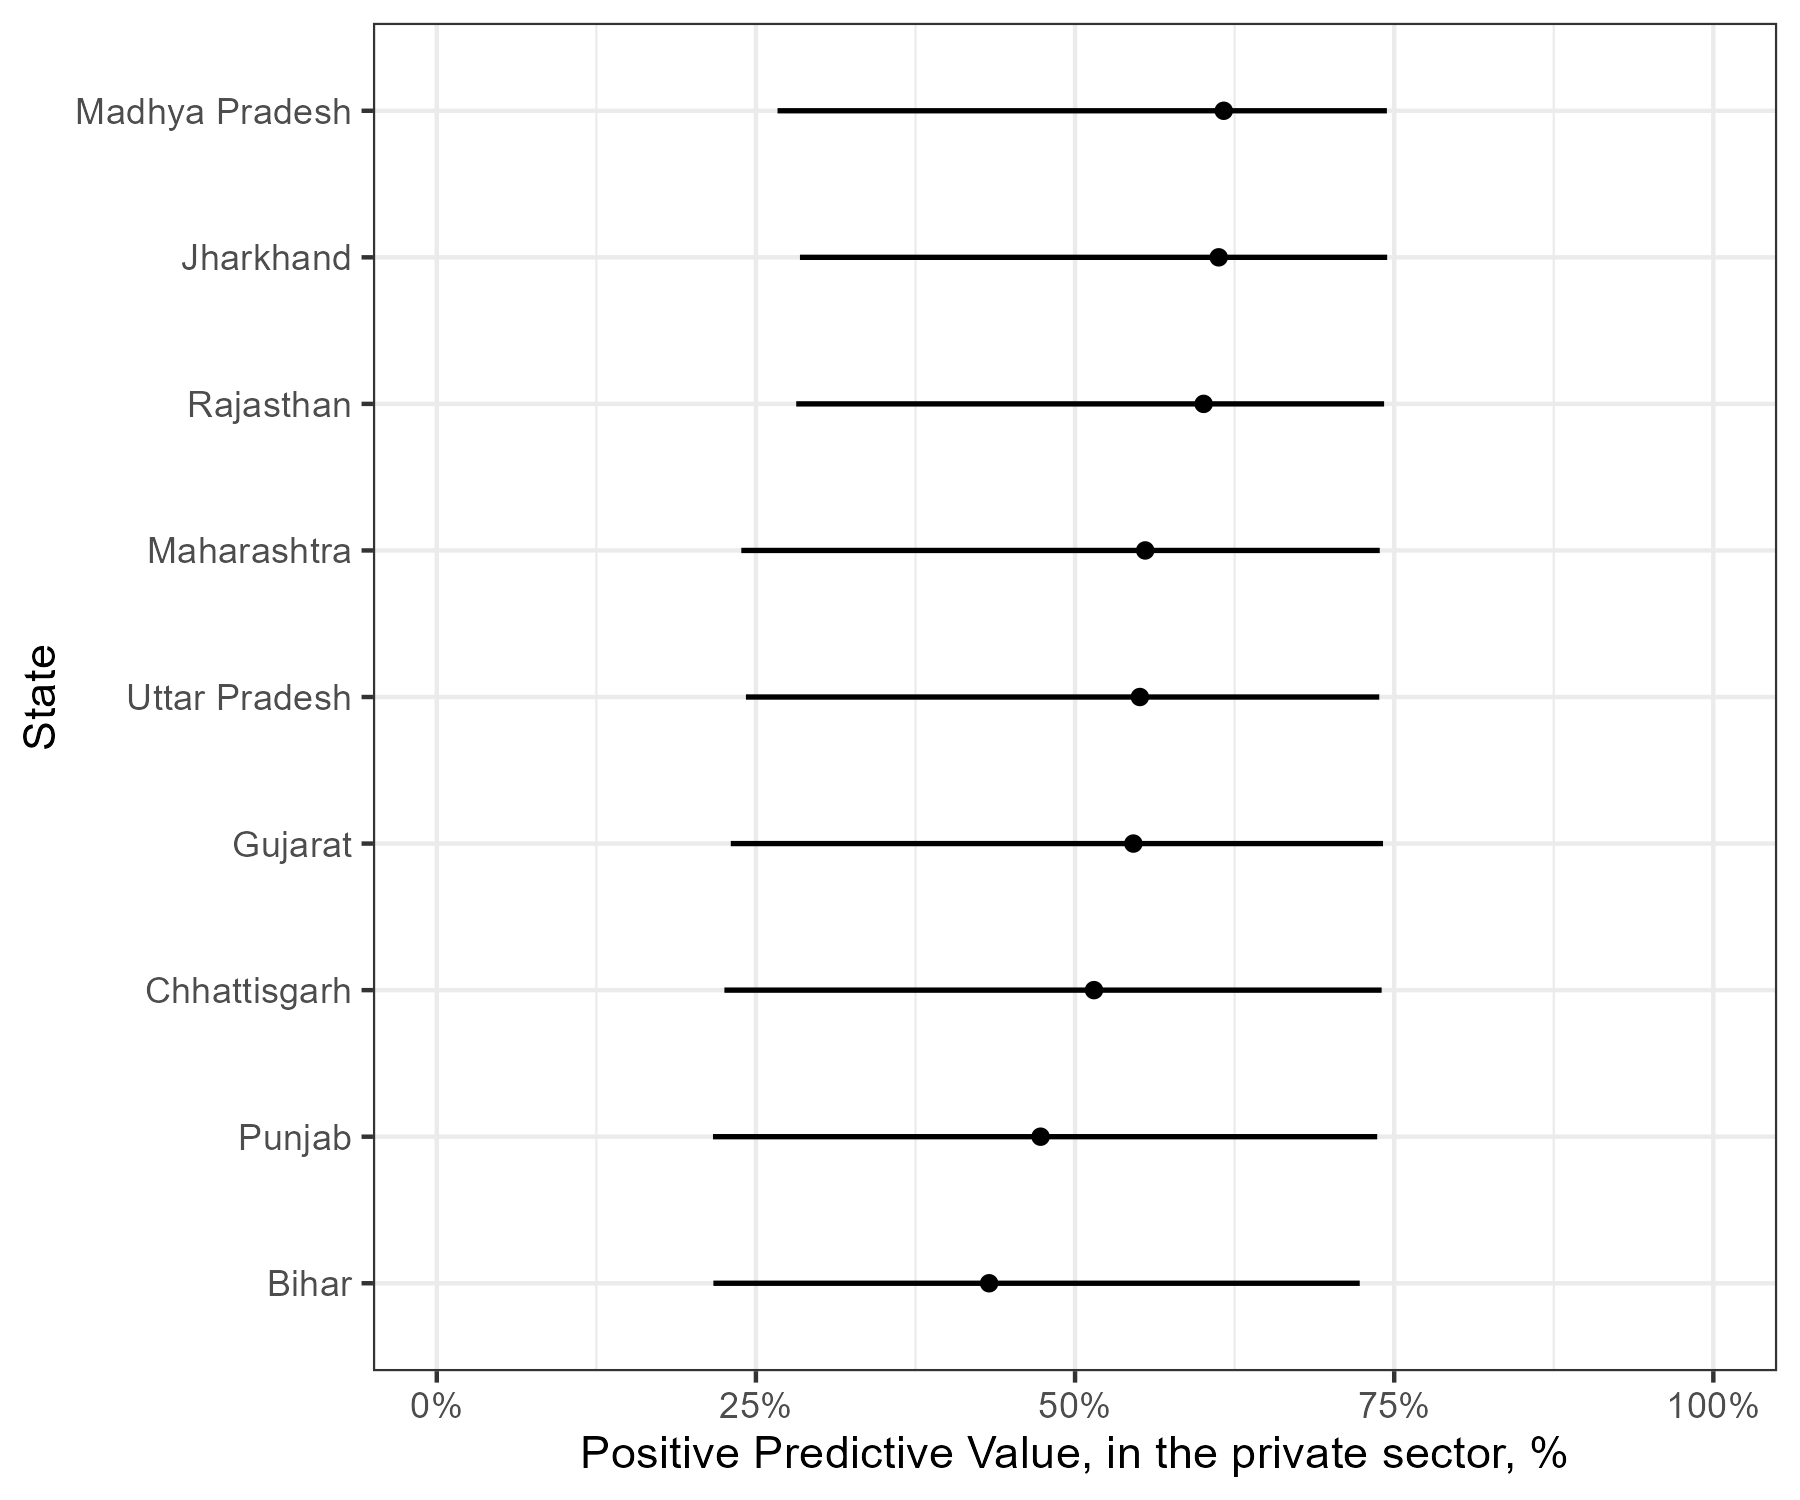 Madhya Pradesh
Jharkhand
Rajasthan
Maharashtra
Uttar Pradesh
Gujarat
Chhattisgarh
Punjab
Bihar
State
0% 25% 50% 75% 100%
Positive Predictive Value, in the private sector, %